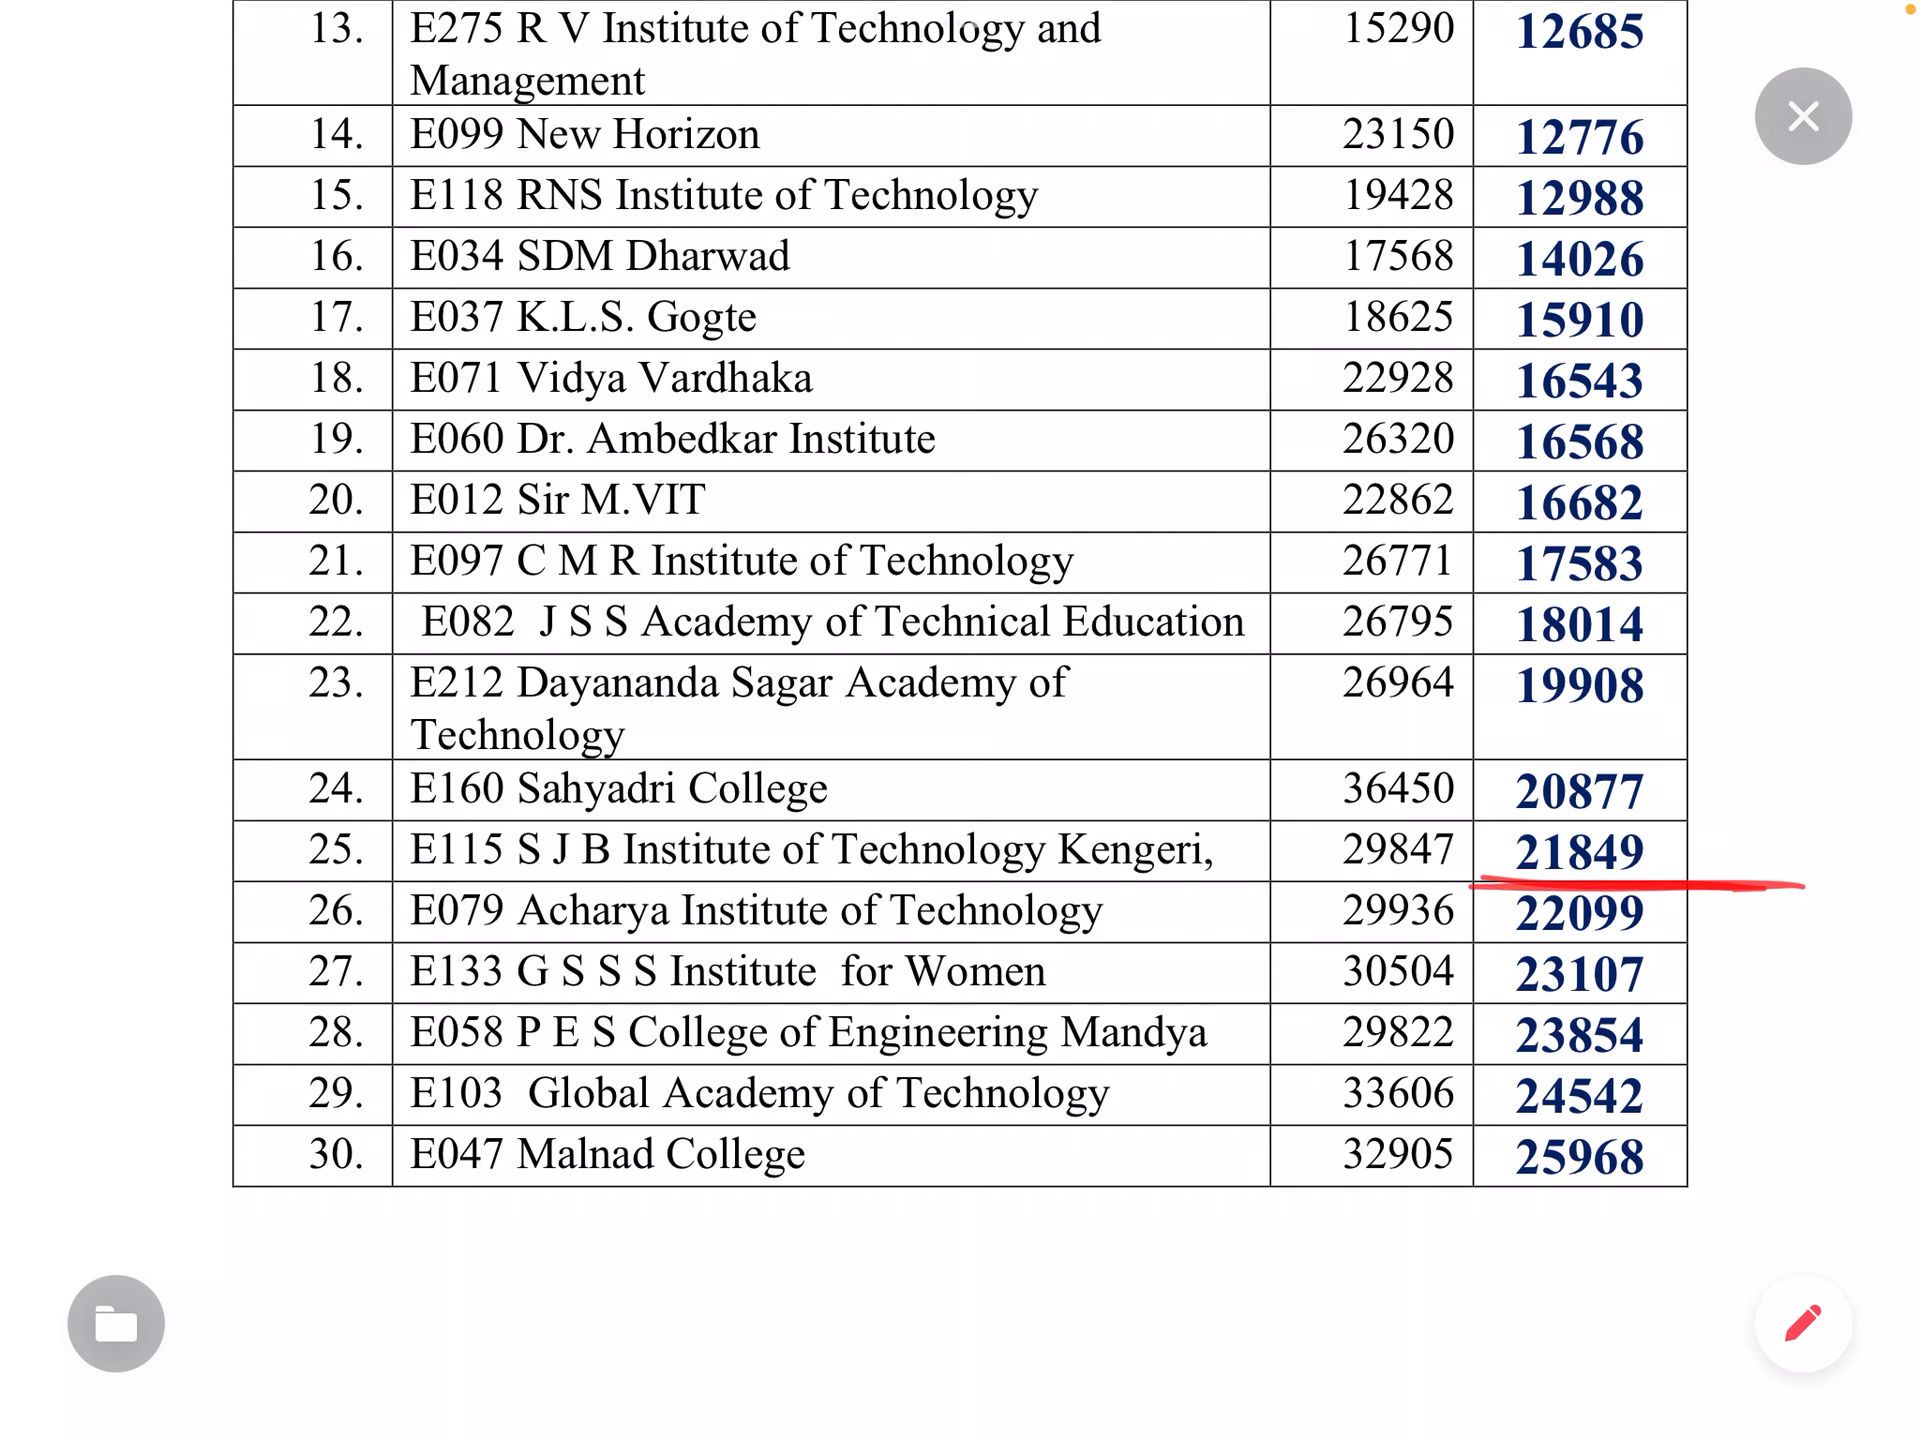 13. E275 R V Institute of Technology and 15290 12685
Management
14. E099 New Horizon 23150 12776
15. E118 RNS Institute of Technology 19428 12988
16. E034 SDM Dharwad 17568 14026
17. E037 K.L.S. Gogte 18625 15910
18. E071 Vidya Vardhaka 22928 16543
19. E060 Dr. Ambedkar Institute 26320 16568
20. E012 Sir M.VIT 22862 16682
21. E097 C M R Institute of Technology 26771 17583
22. E082 J S S Academy of Technical Education 26795 18014
23. E212 Dayananda Sagar Academy of 26964 19908
Technology
24. E160 Sahyadri College 36450 20877
25. E115 S J B Institute of Technology Kengeri, 29847 21849
26. E079 Acharya Institute of Technology 29936 22099
27. E133 G S S S Institute for Women 30504 23107
28. E058 P E S College of Engineering Mandya 29822 23854
29. E103 Global Academy of Technology 33606 24542
30. E047 Malnad College 32905 25968